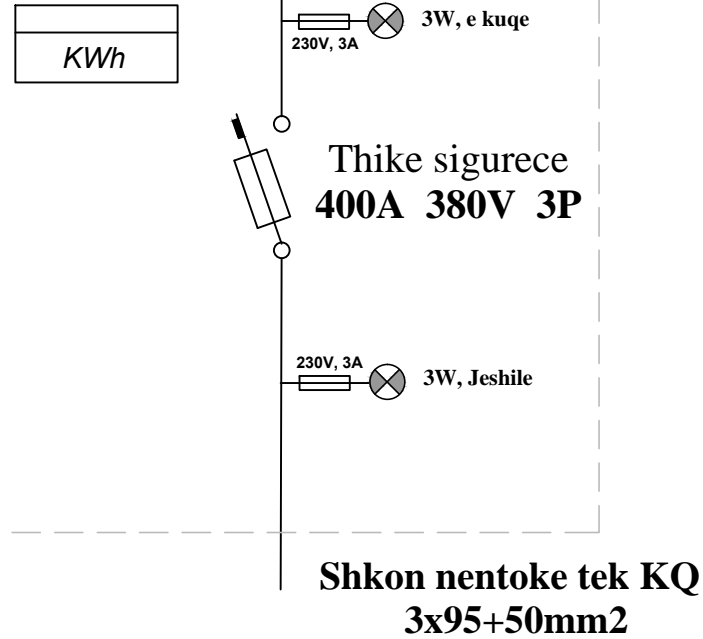 3W, e kuqe
230V, 3A
KWh
Thike sigurece
400A 380V 3P
230V, 3A
3W, Jeshile
Shkon nentoke tek KQ
3x95+50mm2